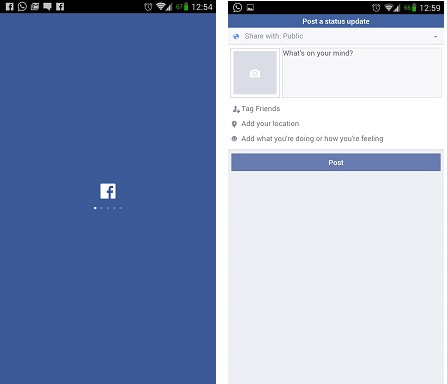 67 12:54
f
66 12:59
Post a status update
Share with: Public
What's on your mind?
Tag Friends
Add your location
Add what you're doing or how you're feeling
Post